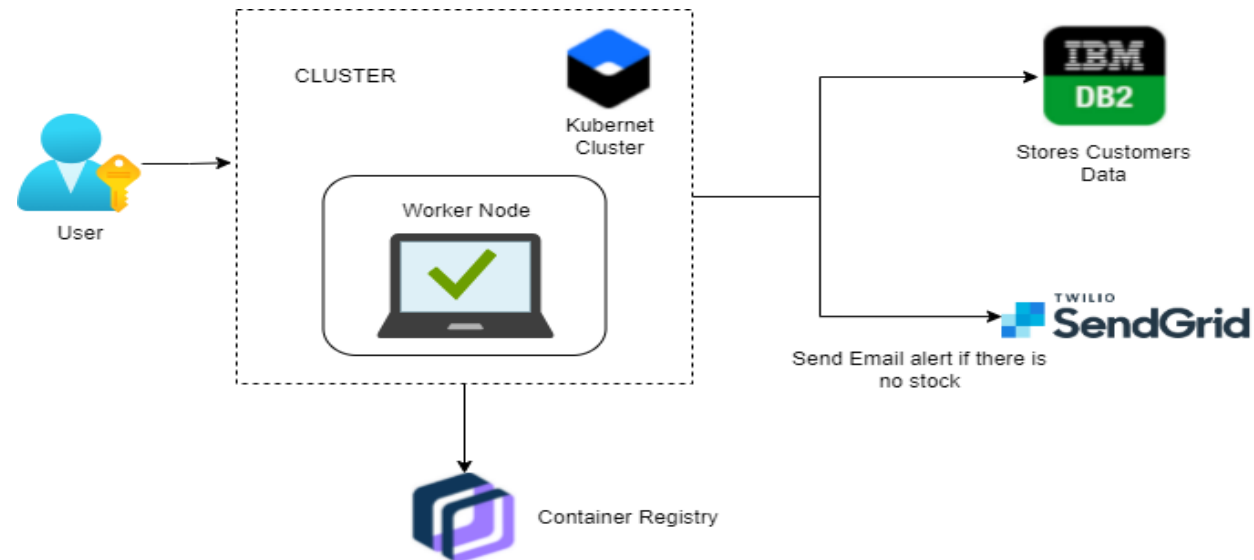 CLUSTER
Kubernet
Cluster
Worker Node
User
IBM
DB2
Stores Customers
Data
TWILIO
SendGrid
Send Email alert if there is
no stock
Container Registry